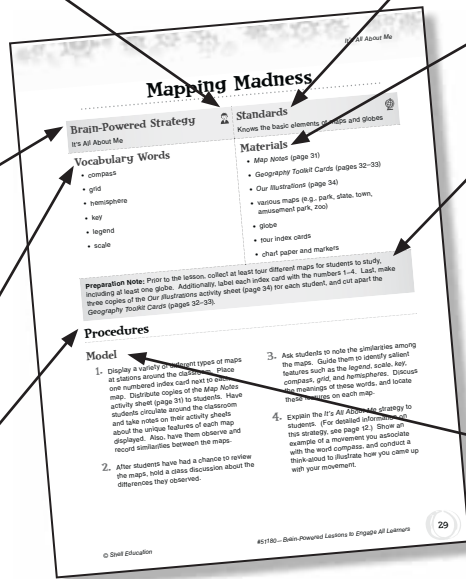 It's All About Me
Mapping Madness
Brain-Powered Strategy
It's All About Me
Standards
Knows the basic elements of maps and globes
Vocabulary Words
• compass
• grid
• hemisphere
• key
• legend
• scale
Materials
• Map Notes (page 31)
• Geography Toolkit Cards (pages 32–33)
• Our Illustrations (page 34)
• various maps (e.g., park, state, town,
amusement park, zoo)
• globe
• four index cards
• chart paper and markers
Preparation Note: Prior to the lesson, collect at least four different maps for students to study,
including at least one globe. Additionally, label each index card with the numbers 1–4. Last, make
three copies of the Our Illustrations activity sheet (page 34) for each student, and cut apart the
Geography Toolkit Cards (pages 32–33).
Procedures
Model
1. Display a variety of different types of maps
at stations around the classroom. Place
one numbered index card next to each
map. Distribute copies of the Map Notes
activity sheet (page 31) to students. Have
students circulate around the classroom
and take notes on their activity sheets
about the unique features of each map
displayed. Also, have them observe and
record similarities between the maps.
2. After students have had a chance to review
the maps, hold a class discussion about the
differences they observed.
3. Ask students to note the similarities among
the maps. Guide them to identify salient
features such as the legend, scale, key,
compass, grid, and hemispheres. Discuss
the meanings of these words, and locate
these features on each map.
4. Explain the It's All About Me strategy to
students. (For detailed information on
this strategy, see page 12.) Show an
example of a movement you associate
with the word compass, and conduct a
think-aloud to illustrate how you came up
with your movement.
© Shell Education
#51180—Brain-Powered Lessons to Engage All Learners
29